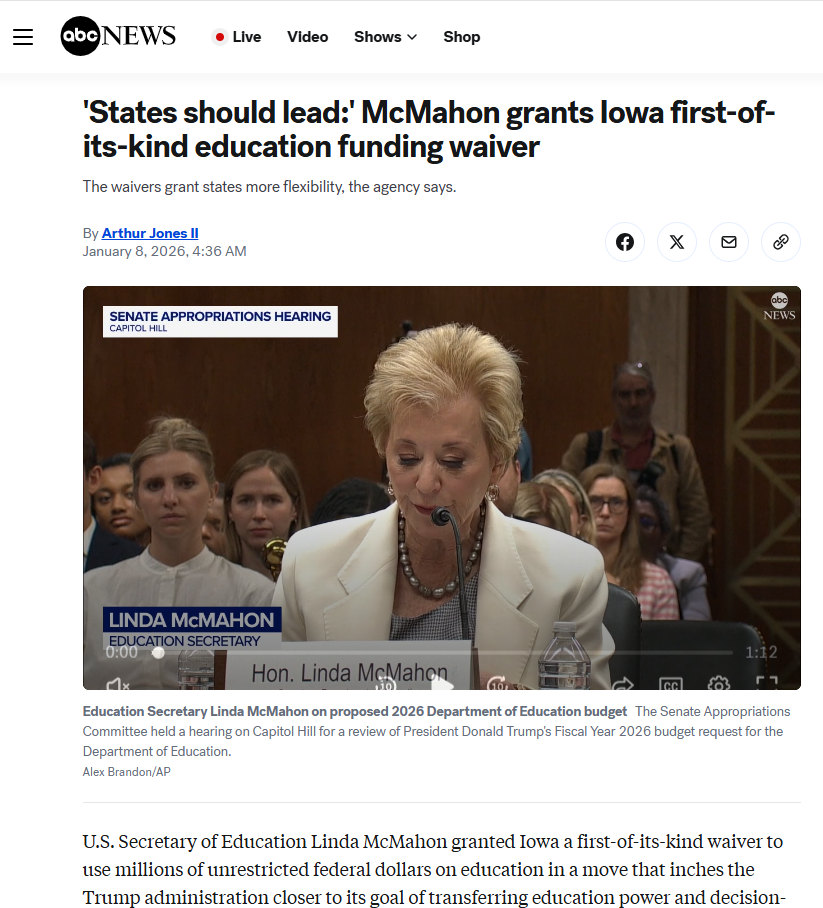 abc NEWS
Live
Video
Shows
Shop
'States should lead:' McMahon grants Iowa first-of-
its-kind education funding waiver
The waivers grant states more flexibility, the agency says.
By Arthur Jones II
January 8, 2026, 4:36 AM
SENATE APPROPRIATIONS HEARING
CAPITOL HILL
abc
NEWS
LINDA McMAHON
EDUCATION SECRETARY
0:00
1:12
Hon. Linda McMahon
10
10
CC
Education Secretary Linda McMahon on proposed 2026 Department of Education budget The Senate Appropriations
Committee held a hearing on Capitol Hill for a review of President Donald Trump's Fiscal Year 2026 budget request for the
Department of Education.
Alex Brandon/AP
U.S. Secretary of Education Linda McMahon granted Iowa a first-of-its-kind waiver to
use millions of unrestricted federal dollars on education in a move that inches the
Trump administration closer to its goal of transferring education power and decision-